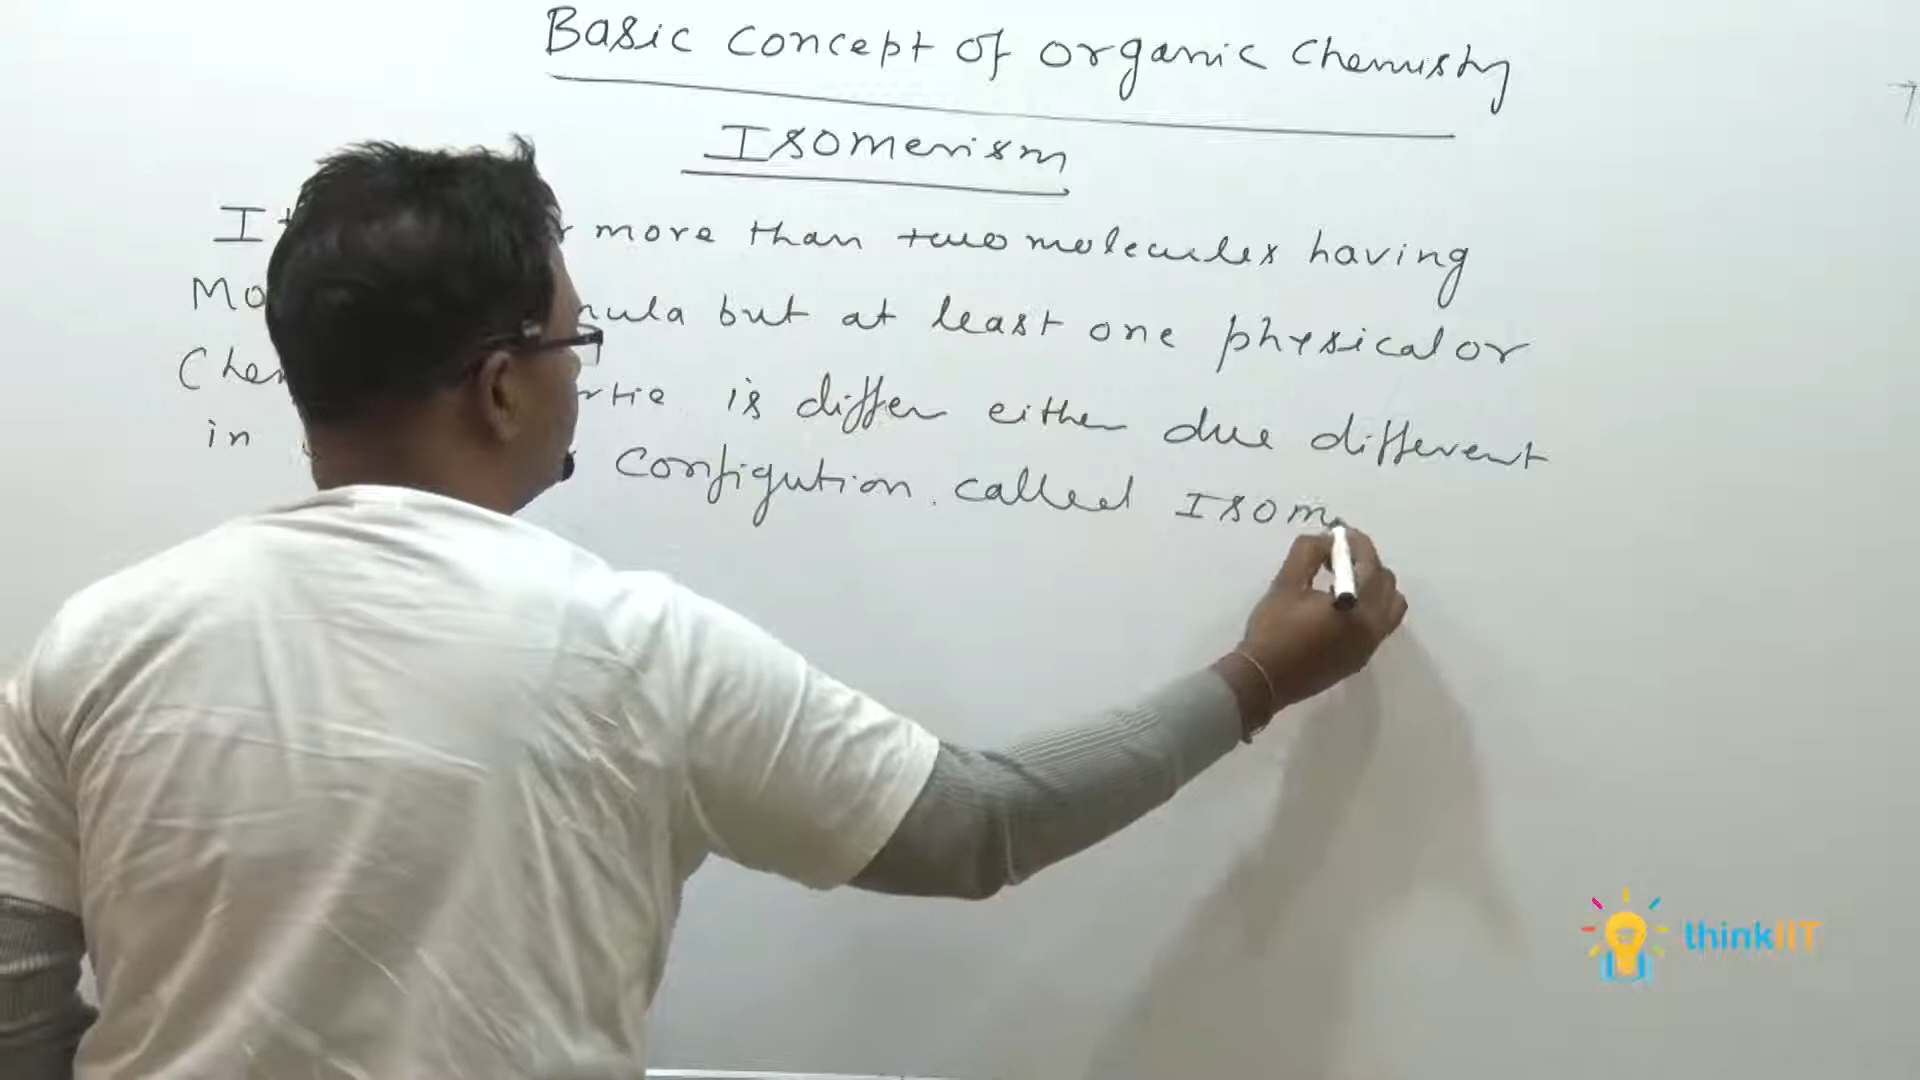 Basic concept of organic Chemistry
Isomerism
more than two molecules having
but at least one physical or
is differ either due different
in configution. called Isom
thinkIIT